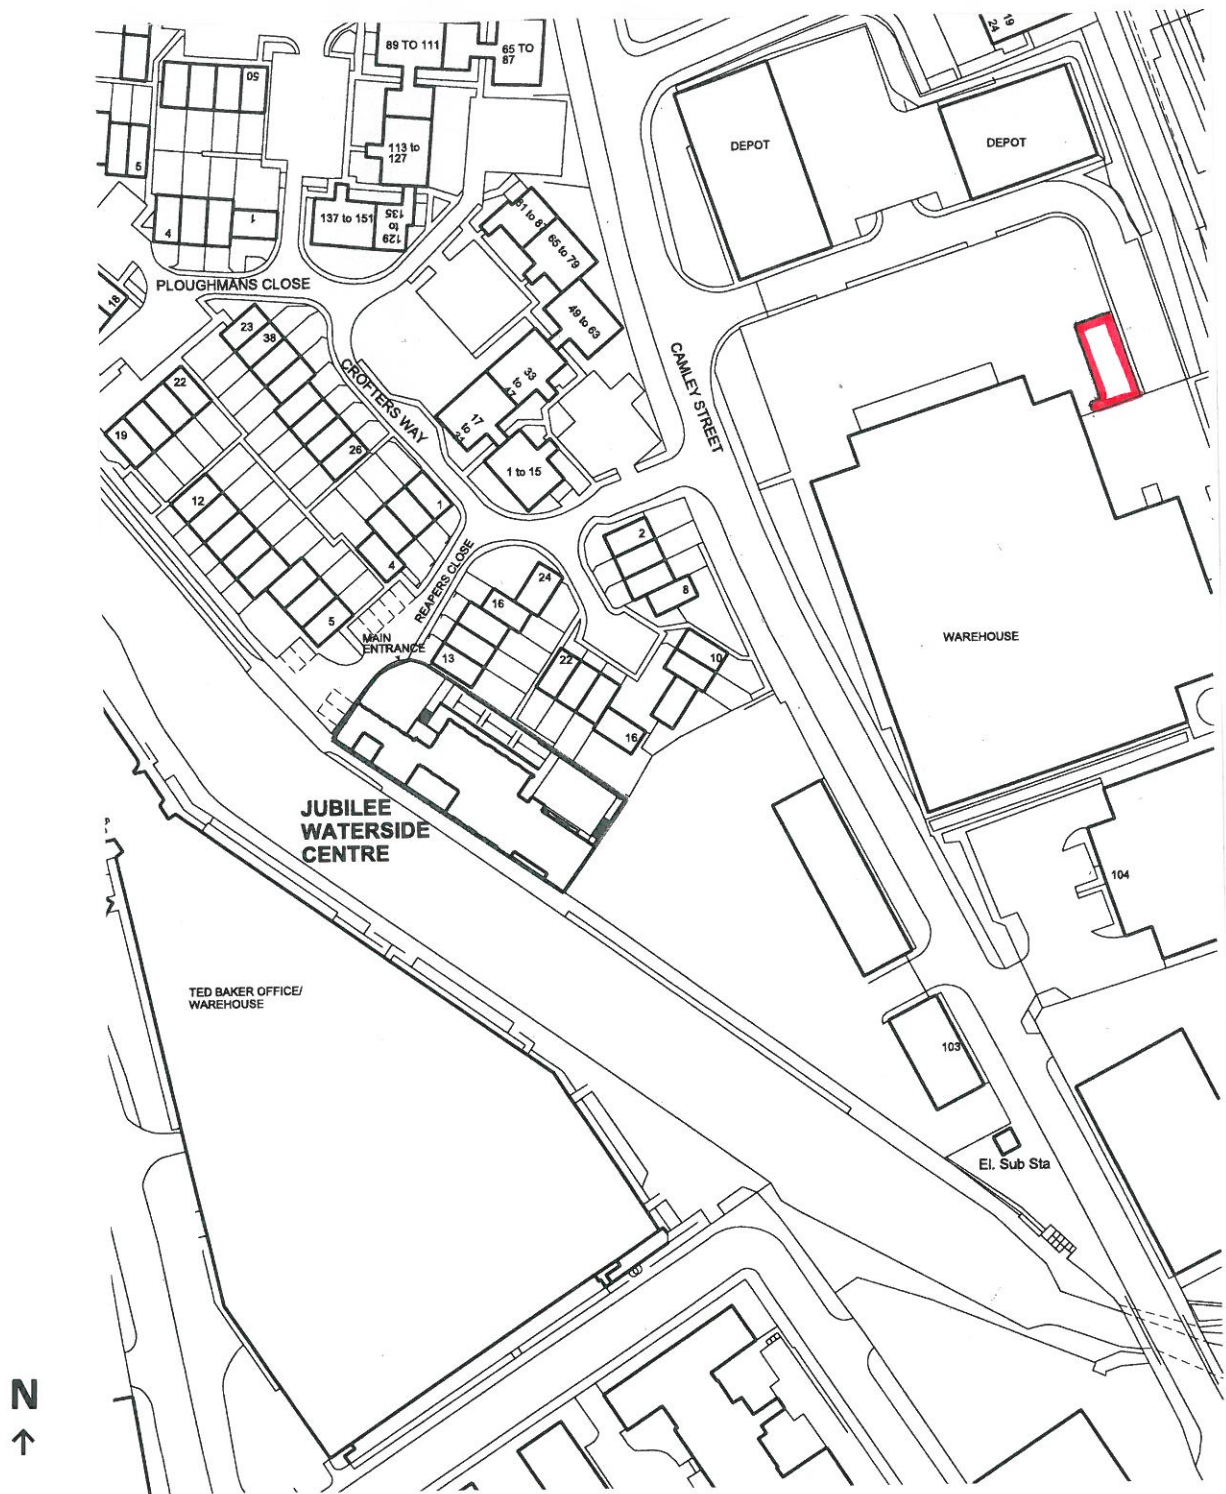 19
24
89 TO 111
65 TO
87
50
DEPOT
DEPOT
113 to
127
5
137 to 151
129
to
135
4
1
81 to 87
65 to 79
49 to 63
PLOUGHMANS CLOSE
18
23
38
CROFTERS WAY
CAMLEY STREET
22
33
to
47
17
to
31
19
26
1 to 15
12
1
2
4
REAPERS CLOSE
24
8
16
5
MAIN
ENTRANCE
13
22
10
WAREHOUSE
16
JUBILEE
WATERSIDE
CENTRE
104
TED BAKER OFFICE/
WAREHOUSE
103
El. Sub Sta
N